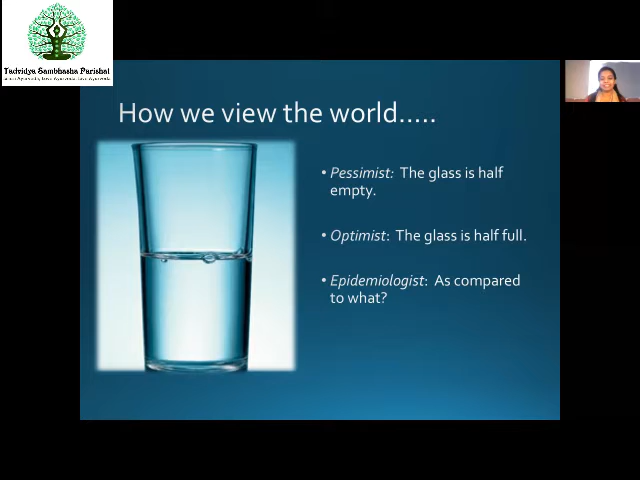 Tadvidya Sambhasha Parishat
How we view the world.....
• Pessimist: The glass is half
empty.
• Optimist: The glass is half full.
• Epidemiologist: As compared
to what?